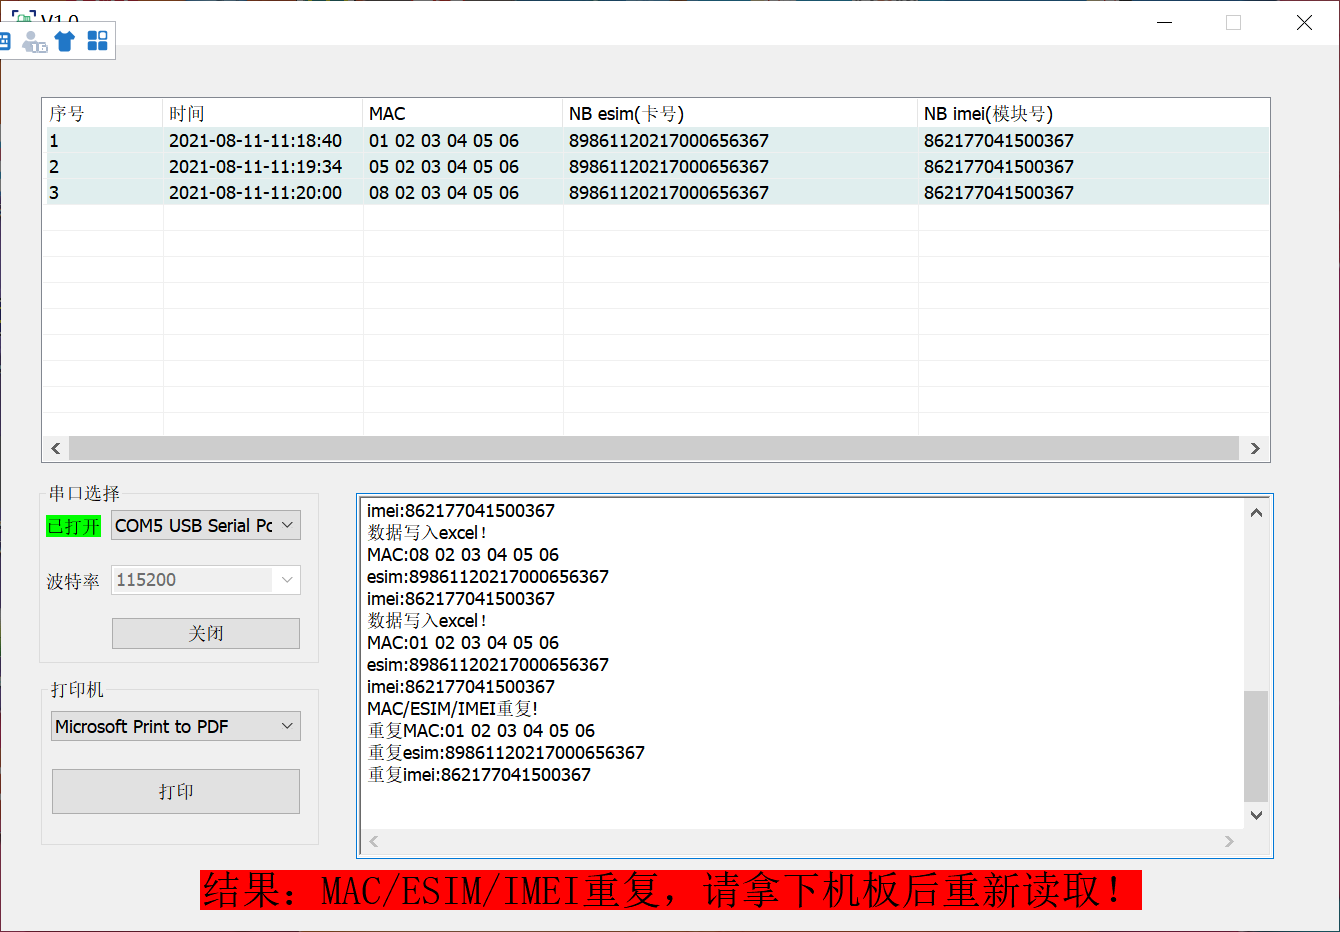 V1.0
序号 时间 MAC NB esim(卡号) NB imei(模块号)
1 2021-08-11-11:18:40 01 02 03 04 05 06 89861120217000656367 862177041500367
2 2021-08-11-11:19:34 05 02 03 04 05 06 89861120217000656367 862177041500367
3 2021-08-11-11:20:00 08 02 03 04 05 06 89861120217000656367 862177041500367
串口选择
已打开 COM5 USB Serial Pc
波特率 115200
关闭
打印机
Microsoft Print to PDF
打印
imei:862177041500367
数据写入excel!
MAC:08 02 03 04 05 06
esim:89861120217000656367
imei:862177041500367
数据写入excel!
MAC:01 02 03 04 05 06
esim:89861120217000656367
imei:862177041500367
MAC/ESIM/IMEI重复!
重复MAC:01 02 03 04 05 06
重复esim:89861120217000656367
重复imei:862177041500367
结果：MAC/ESIM/IMEI重复，请拿下机板后重新读取！